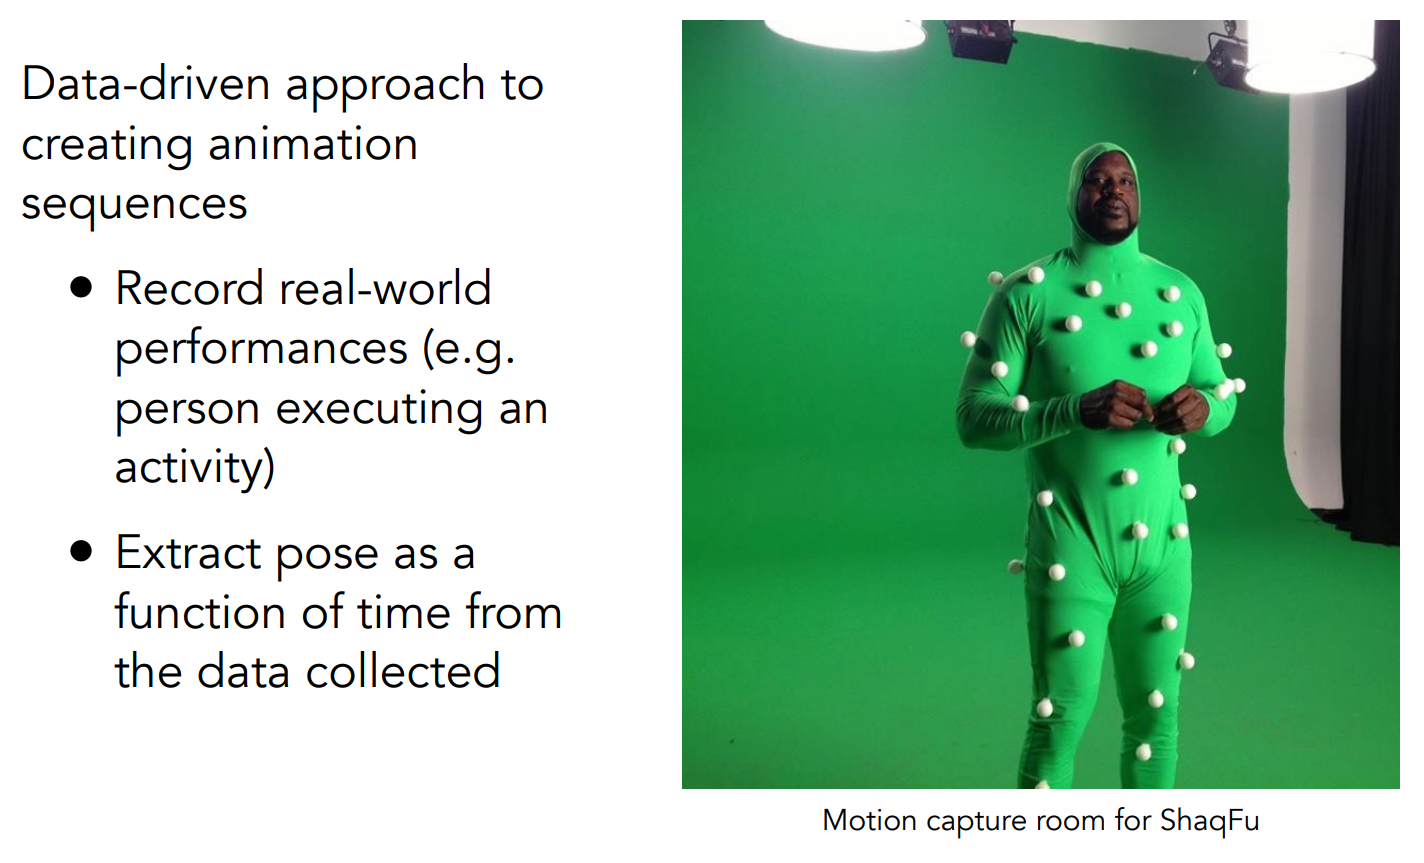 Data-driven approach to
creating animation
sequences
● Record real-world
performances (e.g.
person executing an
activity)
● Extract pose as a
function of time from
the data collected
Motion capture room for ShaqFu